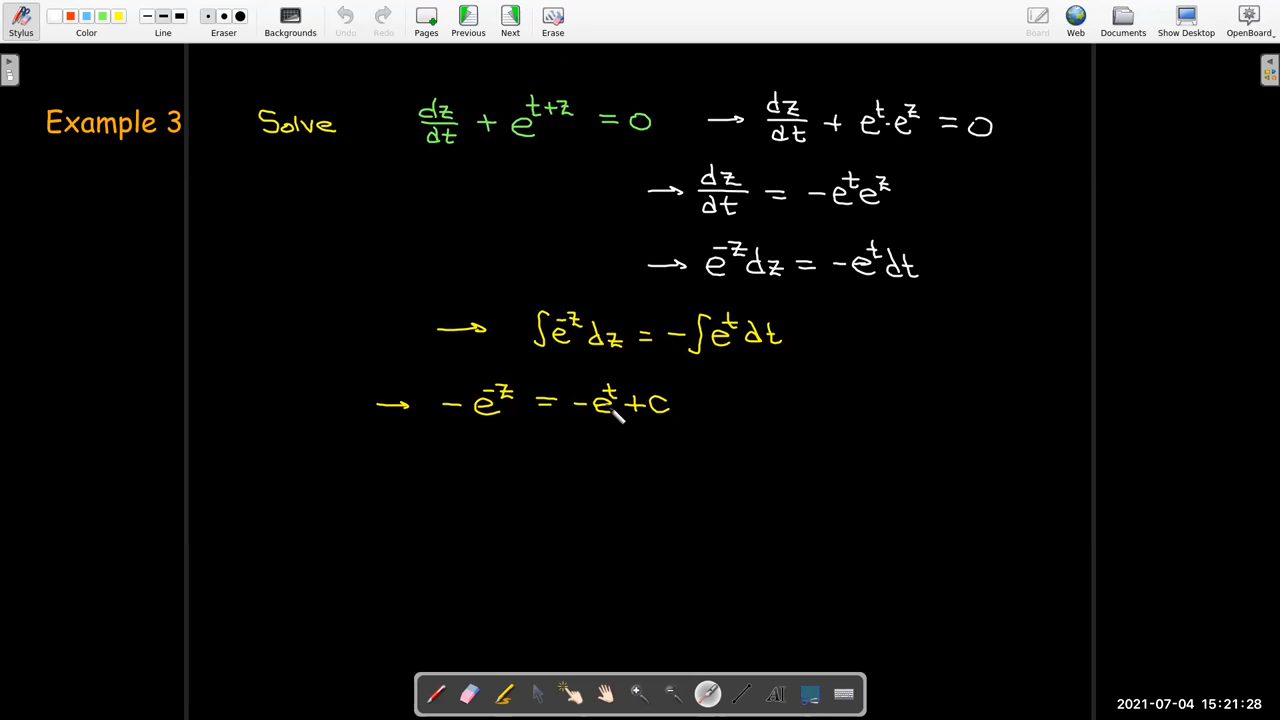 Stylus Color Line Eraser Backgrounds Undo Redo Pages Previous Next Erase Board Web Documents Show Desktop OpenBoard
Example 3 Solve dz/dt + e^(t+z) = 0 → dz/dt + e^t · e^z = 0
→ dz/dt = -e^t e^z
→ e^(-z) dz = -e^t dt
→ ∫e^(-z) dz = -∫e^t dt
→ -e^(-z) = -e^t + c
AI
2021-07-04 15:21:28